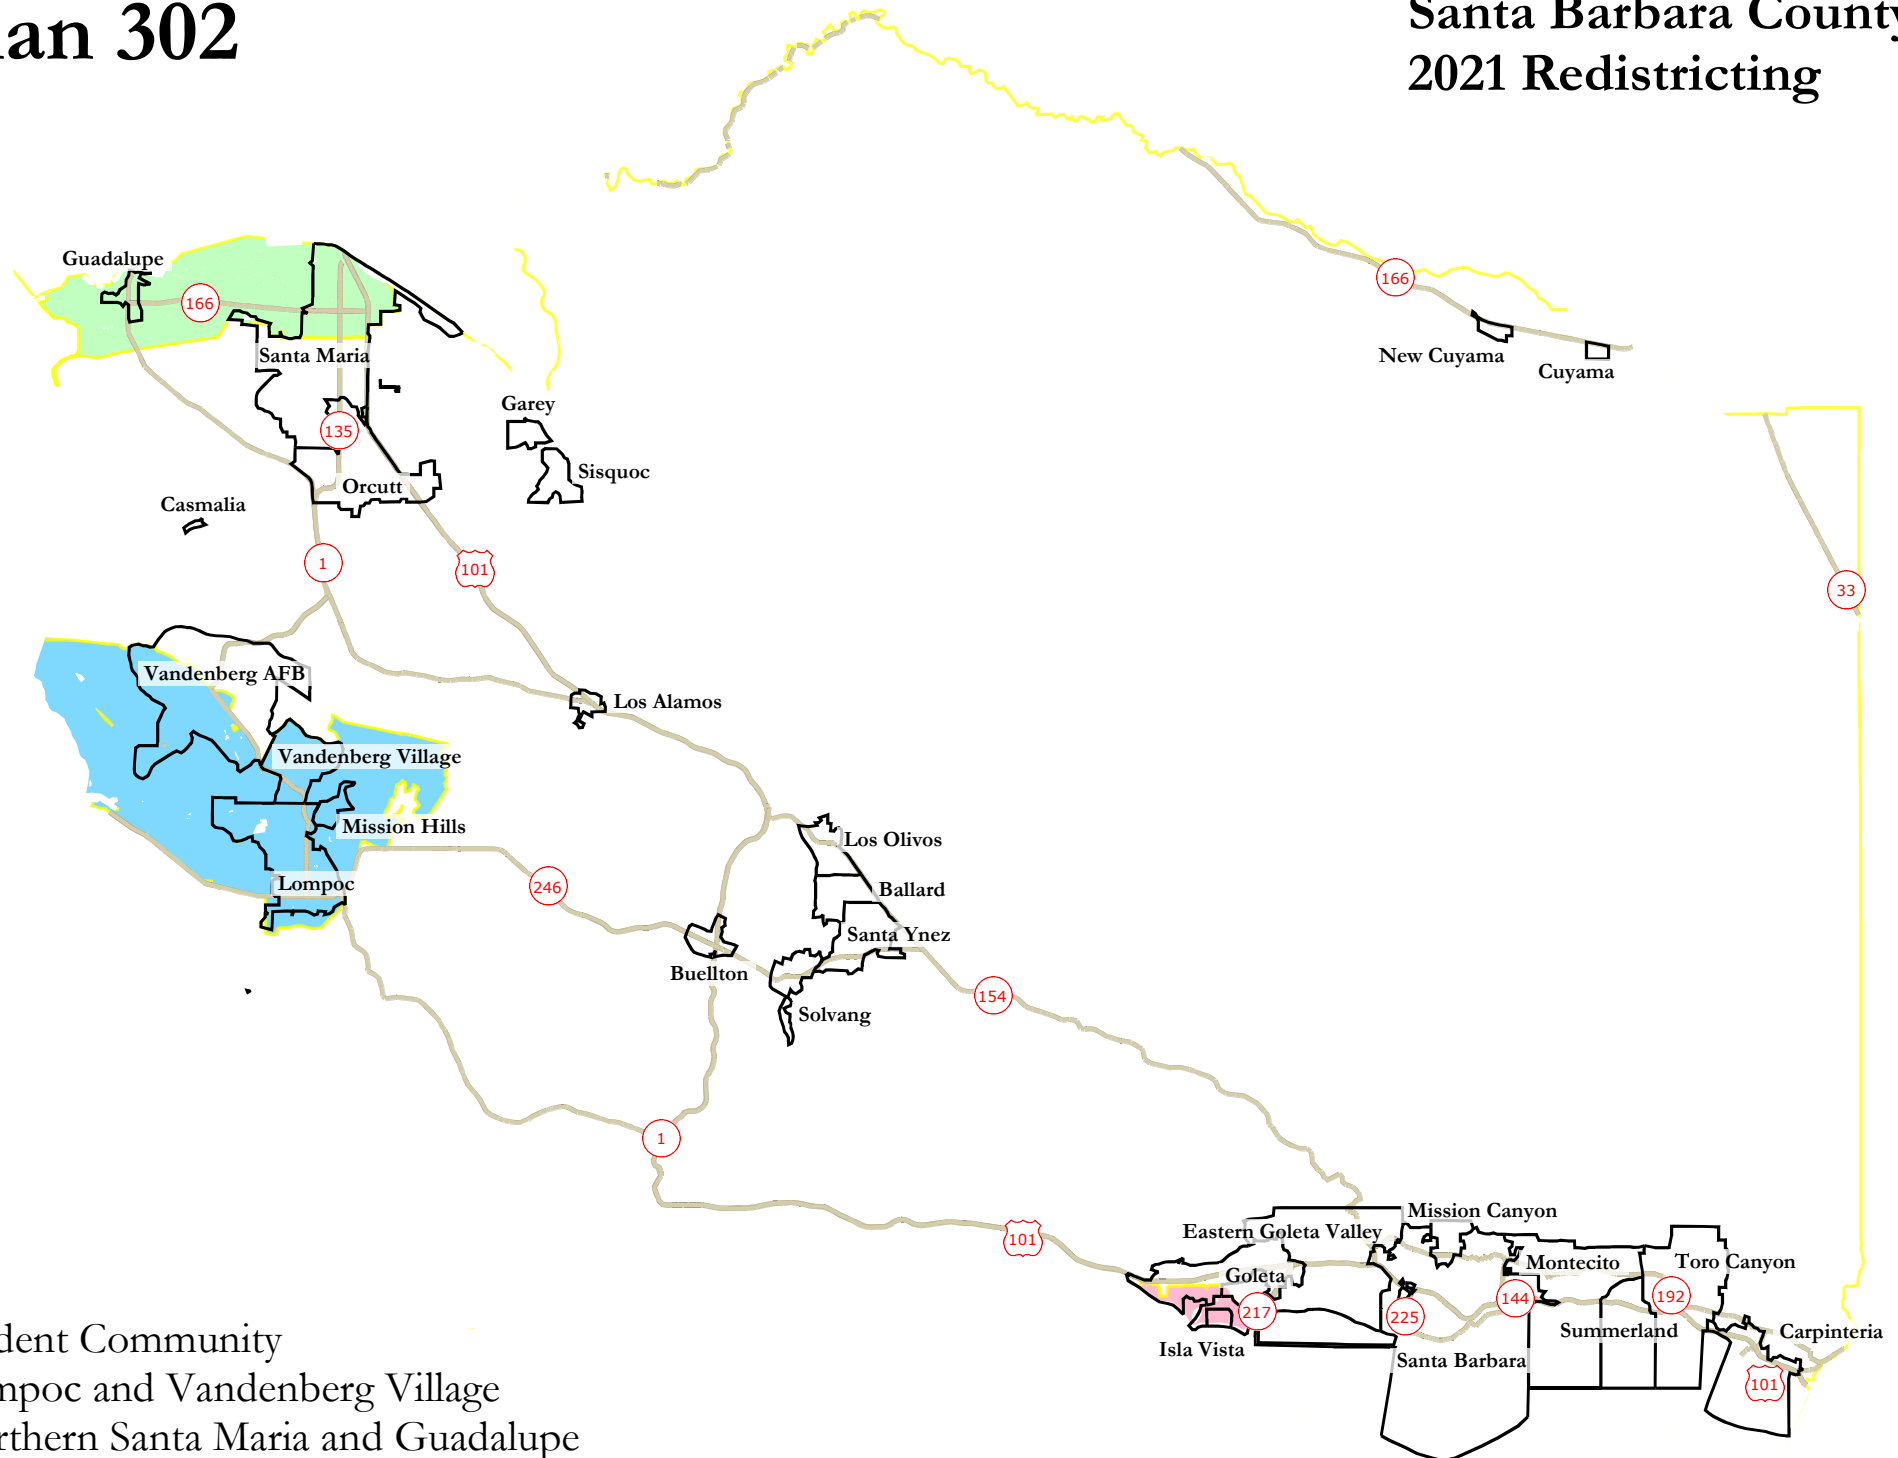 an 302
Santa Barbara County
2021 Redistricting
Guadalupe
166
166
Santa Maria
New Cuyama
Cuyama
Garey
135
Sisquoc
Orcutt
Casmalia
1
101
33
Vandenberg AFB
Los Alamos
Vandenberg Village
Mission Hills
Los Olivos
Lompoc
246
Ballard
Santa Ynez
Buellton
154
Solvang
1
101
Mission Canyon
Eastern Goleta Valley
Montecito
Toro Canyon
Goleta
217
225
144
192
Summerland
Carpinteria
Isla Vista
Santa Barbara
101
dent Community
mpoc and Vandenberg Village
rthern Santa Maria and Guadalupe